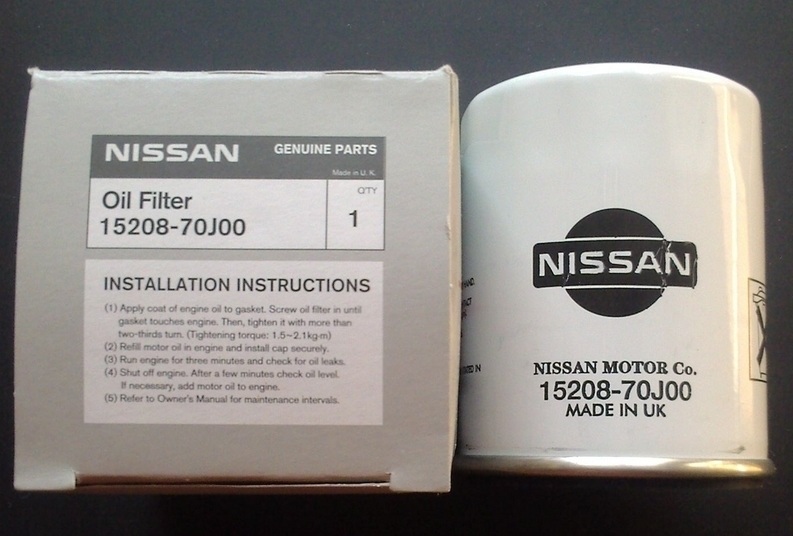 NISSAN GENUINE PARTS
Made in U. K.
Oil Filter
15208-70J00
Q'TY
1
INSTALLATION INSTRUCTIONS
(1) Apply coat of engine oil to gasket. Screw oil filter in until
gasket touches engine. Then, tighten it with more than
two-thirds turn. (Tightening torque: 1.5~2.1kg·m)
(2) Refill motor oil in engine and install cap securely.
(3) Run engine for three minutes and check for oil leaks.
(4) Shut off engine. After a few minutes check oil level.
If necessary, add motor oil to engine.
(5) Refer to Owner's Manual for maintenance intervals.
NISSAN
NISSAN MOTOR Co.
15208-70J00
MADE IN UK